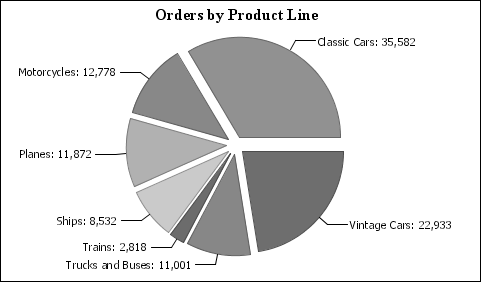 Orders by Product Line
Classic Cars: 35,582
Motorcycles: 12,778
Planes: 11,872
Ships: 8,532
Trains: 2,818
Trucks and Buses: 11,001
Vintage Cars: 22,933